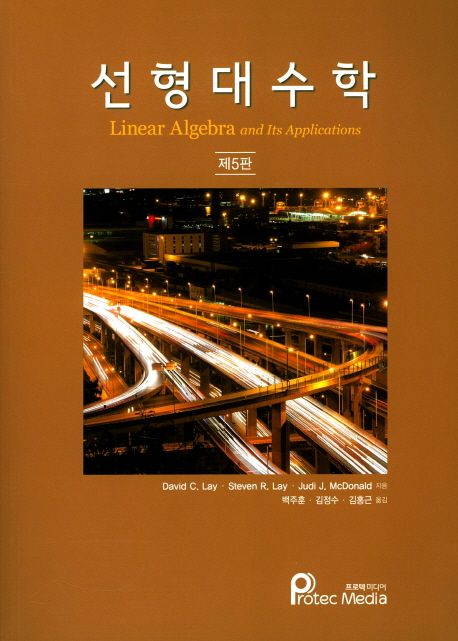 선형대수학
Linear Algebra and Its Applications
제5판
David C. Lay · Steven R. Lay · Judi J. McDonald 지음
백주훈 · 김정수 · 김홍근 옮김
프로텍미디어
Protec Media